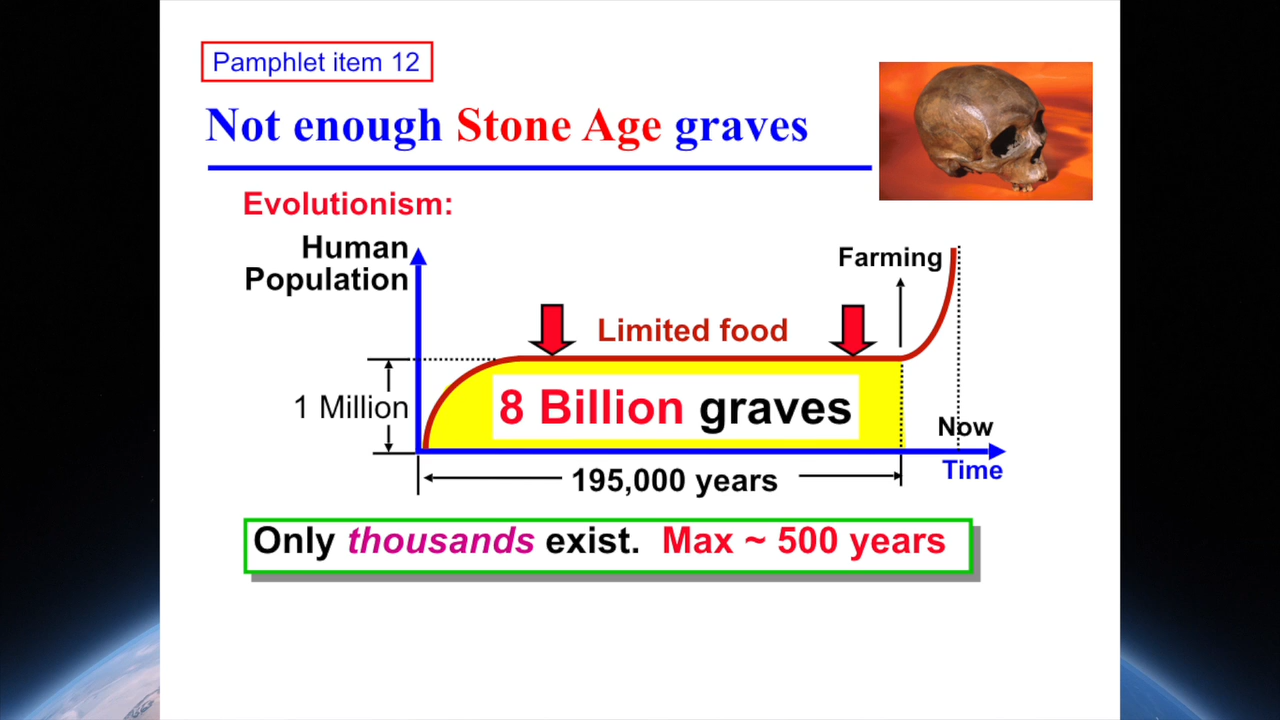 Pamphlet item 12
Not enough Stone Age graves
Evolutionism:
Human
Population
Farming
Limited food
1 Million
8 Billion graves
Now
Time
195,000 years
Only thousands exist. Max ~ 500 years